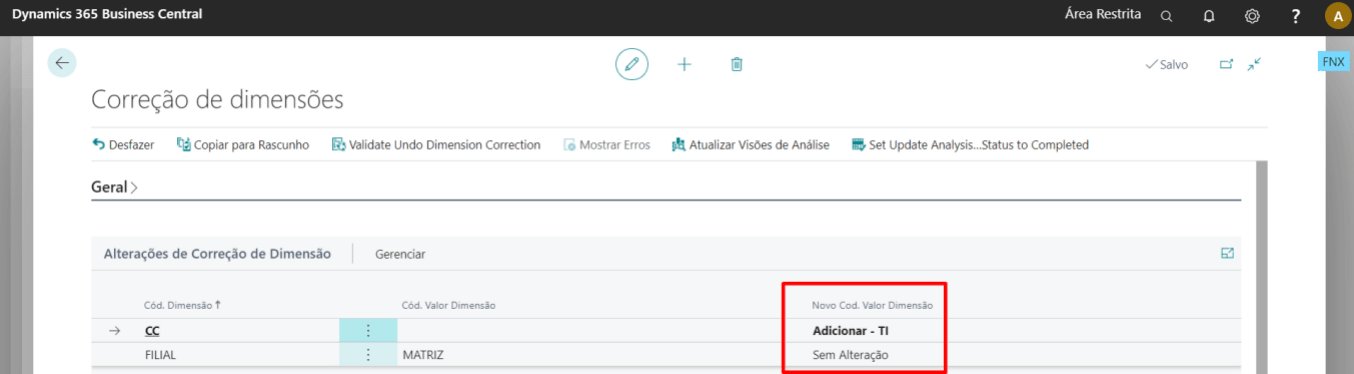 Dynamics 365 Business Central Área Restrita ? A
Salvo FNX
Correção de dimensões
Desfazer Copiar para Rascunho Validate Undo Dimension Correction Mostrar Erros Atualizar Visões de Análise Set Update Analysis...Status to Completed
Geral
Alterações de Correção de Dimensão Gerenciar
Cód. Dimensão ↑ Cód. Valor Dimensão Novo Cod. Valor Dimensão
→ CC Adicionar - TI
FILIAL MATRIZ Sem Alteração